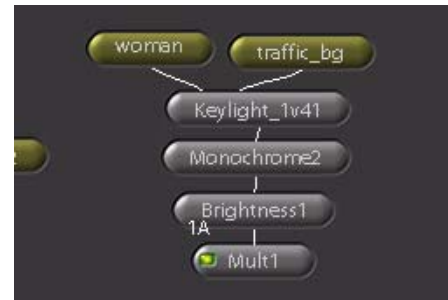 woman
traffic_bg
Keylight_1v41
Monochrome2
Brightness1
1A
Mult1